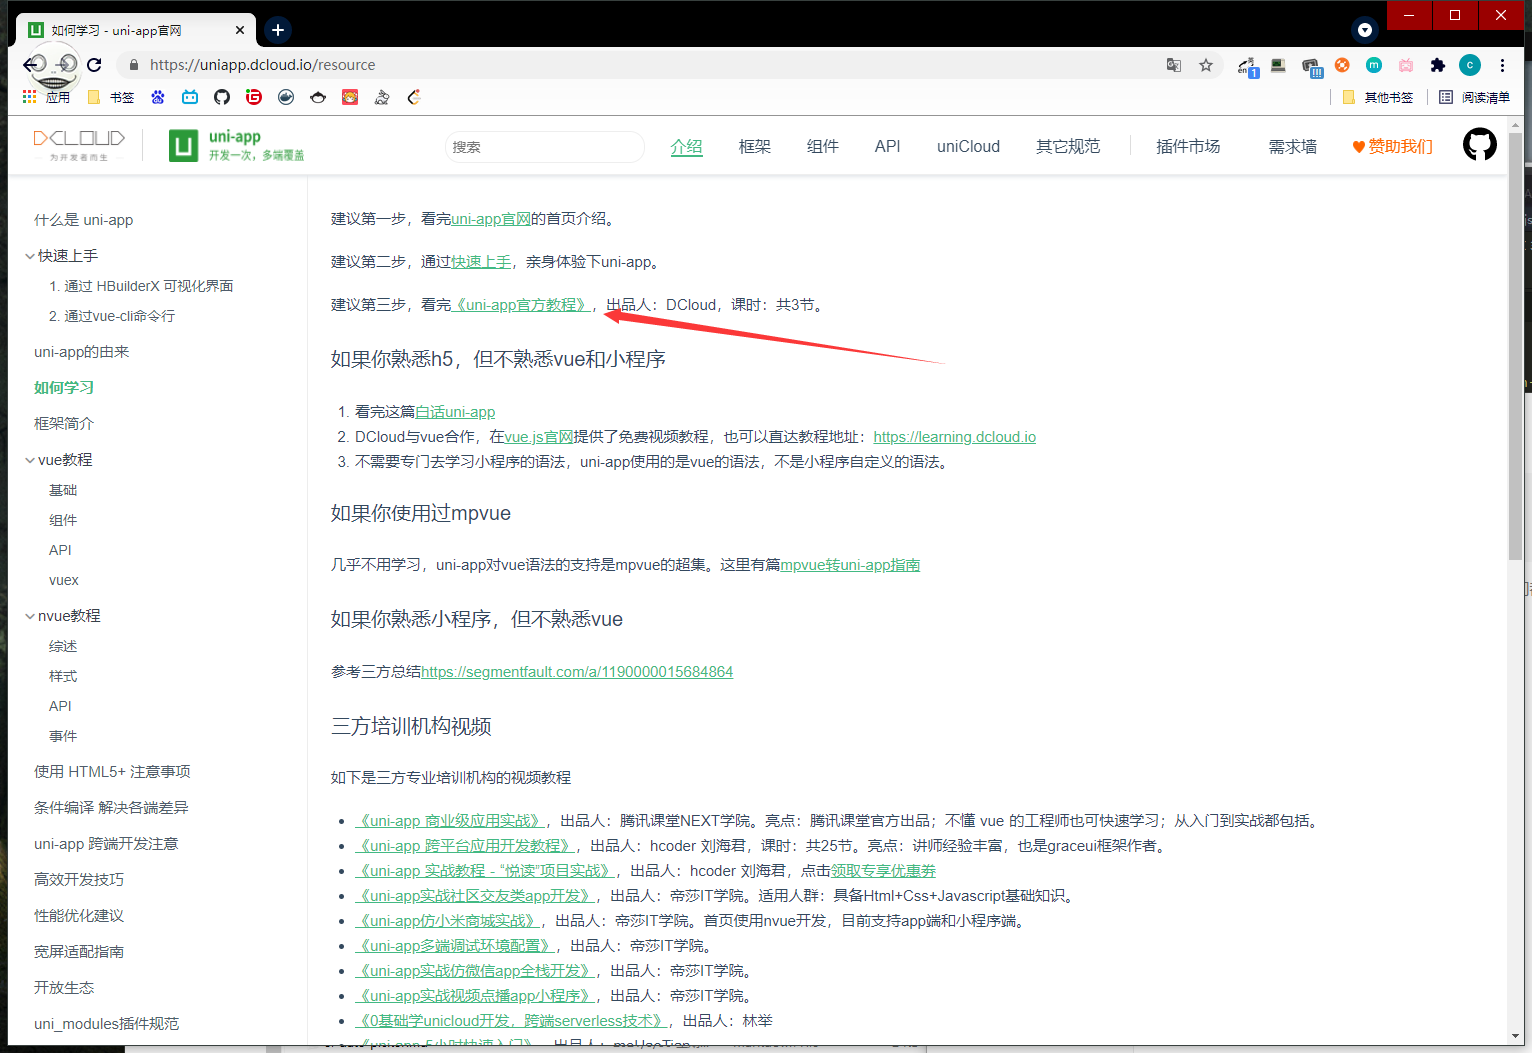 如何学习 - uni-app官网
https://uniapp.dcloud.io/resource
应用
书签
其他书签
阅读清单
DCLOUD
为开发者而生
uni-app
开发一次，多端覆盖
搜索
介绍
框架
组件
API
uniCloud
其它规范
插件市场
需求墙
赞助我们
什么是 uni-app
快速上手
1. 通过 HBuilderX 可视化界面
2. 通过vue-cli命令行
uni-app的由来
如何学习
框架简介
vue教程
基础
组件
API
vuex
nvue教程
综述
样式
API
事件
使用 HTML5+ 注意事项
条件编译 解决各端差异
uni-app 跨端开发注意
高效开发技巧
性能优化建议
宽屏适配指南
开放生态
uni_modules插件规范
建议第一步，看完uni-app官网的首页介绍。
建议第二步，通过快速上手，亲身体验下uni-app。
建议第三步，看完《uni-app官方教程》，出品人：DCloud，课时：共3节。
如果你熟悉h5，但不熟悉vue和小程序
1. 看完这篇白话uni-app
2. DCloud与vue合作，在vue.js官网提供了免费视频教程，也可以直达教程地址：https://learning.dcloud.io
3. 不需要专门去学习小程序的语法，uni-app使用的是vue的语法，不是小程序自定义的语法。
如果你使用过mpvue
几乎不用学习，uni-app对vue语法的支持是mpvue的超集。这里有篇mpvue转uni-app指南
如果你熟悉小程序，但不熟悉vue
参考三方总结https://segmentfault.com/a/1190000015684864
三方培训机构视频
如下是三方专业培训机构的视频教程
《uni-app 商业级应用实战》，出品人：腾讯课堂NEXT学院。亮点：腾讯课堂官方出品；不懂 vue 的工程师也可快速学习；从入门到实战都包括。
《uni-app 跨平台应用开发教程》，出品人：hcoder 刘海君，课时：共25节。亮点：讲师经验丰富，也是graceui框架作者。
《uni-app 实战教程 - “悦读”项目实战》，出品人：hcoder 刘海君，点击领取专享优惠券
《uni-app实战社区交友类app开发》，出品人：帝莎IT学院。适用人群：具备Html+Css+Javascript基础知识。
《uni-app仿小米商城实战》，出品人：帝莎IT学院。首页使用nvue开发，目前支持app端和小程序端。
《uni-app多端调试环境配置》，出品人：帝莎IT学院。
《uni-app实战仿微信app全栈开发》，出品人：帝莎IT学院。
《uni-app实战视频点播app小程序》，出品人：帝莎IT学院。
《0基础学unicloud开发，跨端serverless技术》，出品人：林举